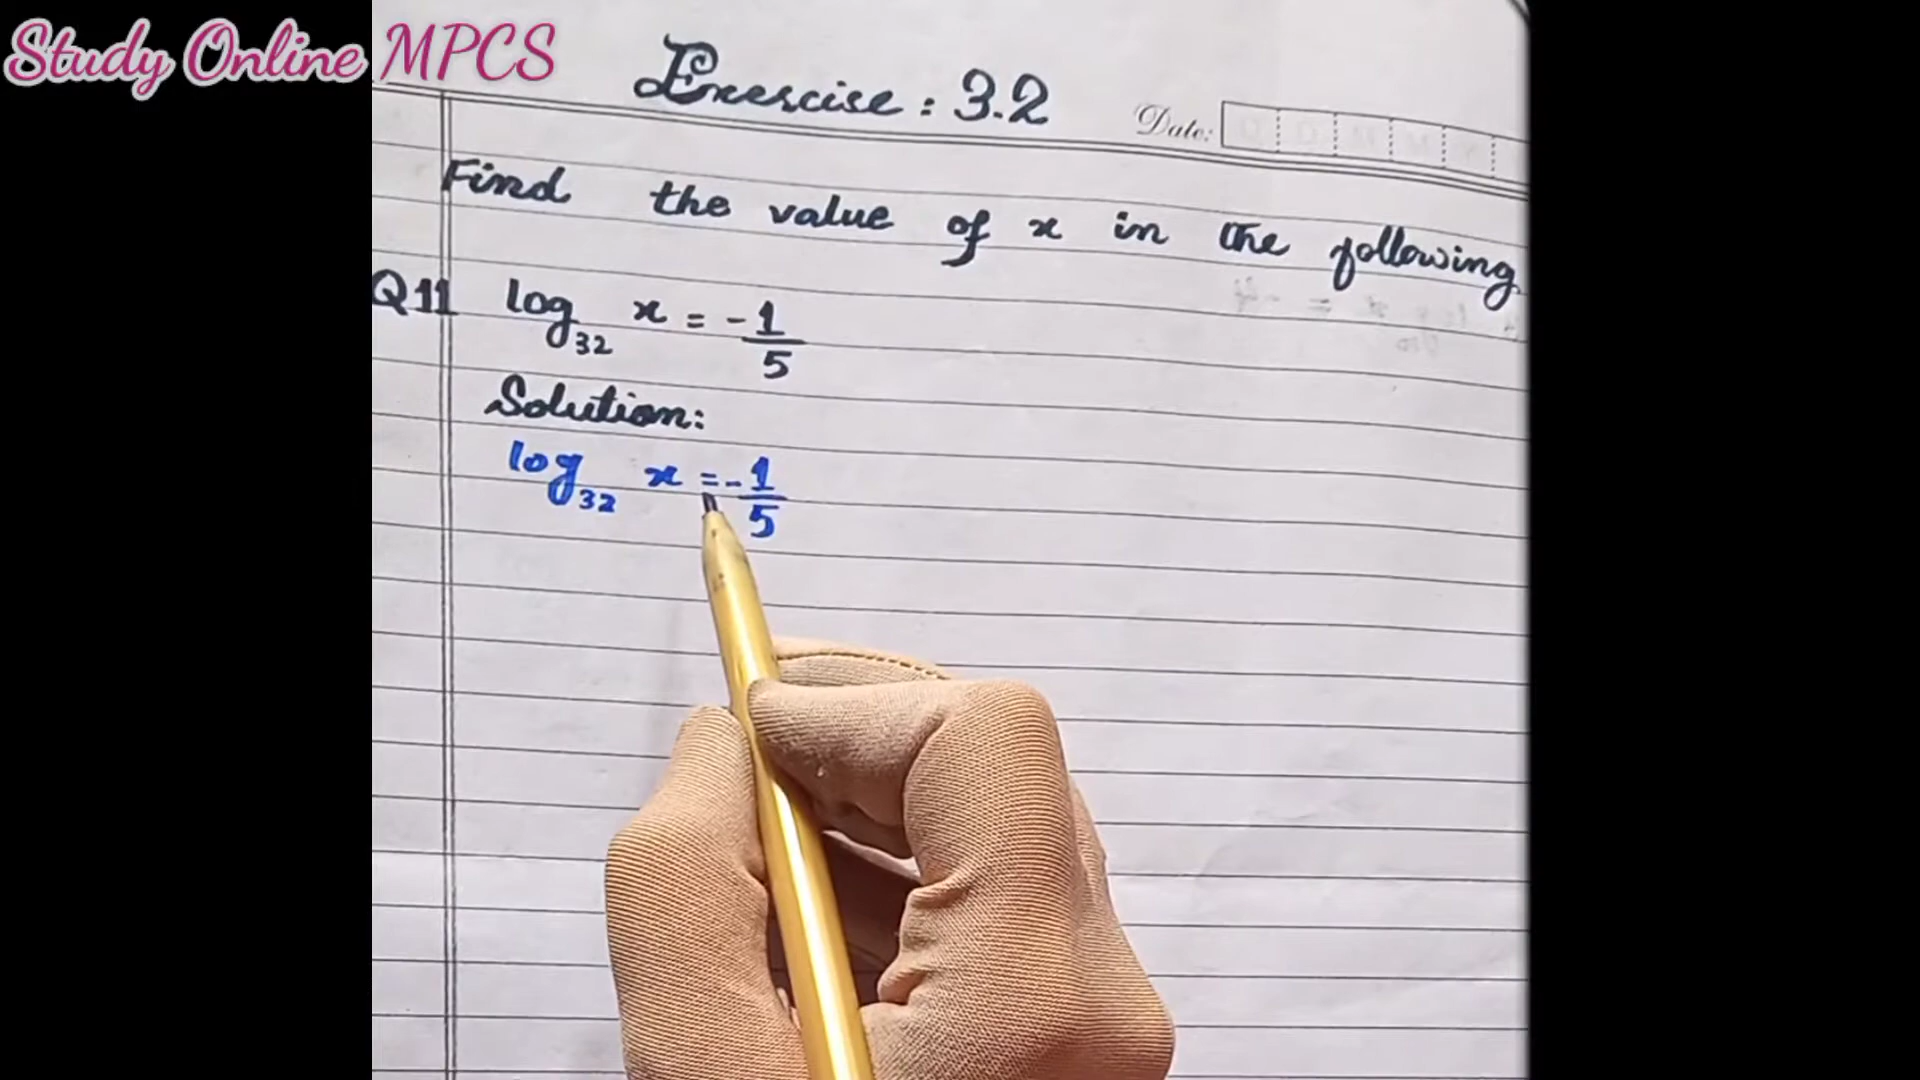 Study Online MPCS
Exercise : 3.2
Date:
Find the value of x in the following
Q11 log₃₂ x = -1/5
Solution:
log₃₂ x = -1/5